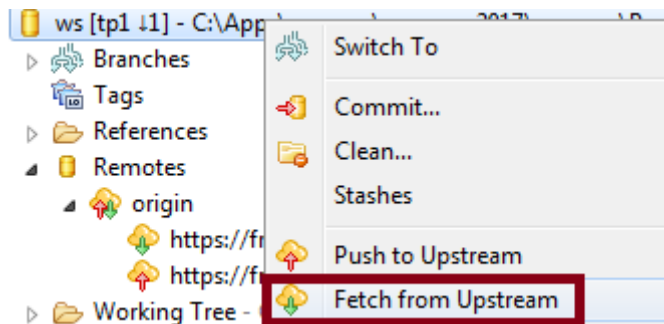 ws [tp1 ↓1] - C:\App 2017\
Branches
Tags
References
Remotes
origin
https://fr
https://fr
Working Tree -
Switch To
Commit...
Clean...
Stashes
Push to Upstream
Fetch from Upstream